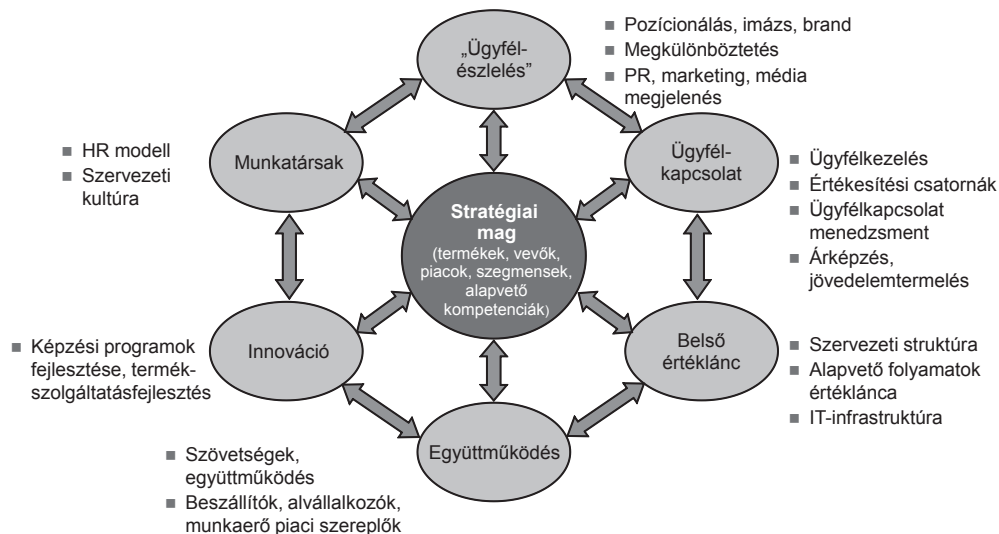 „Ügyfél-
észlelés”
■ Pozícionálás, imázs, brand
■ Megkülönböztetés
■ PR, marketing, média
megjelenés
Ügyfél-
kapcsolat
■ Ügyfélkezelés
■ Értékesítési csatornák
■ Ügyfélkapcsolat
menedzsment
■ Árképzés,
jövedelemtermelés
Belső
értéklánc
■ Szervezeti struktúra
■ Alapvető folyamatok
értéklánca
■ IT-infrastruktúra
Együttműködés
■ Szövetségek,
együttműködés
■ Beszállítók, alvállalkozók,
munkaerő piaci szereplők
Innováció
■ Képzési programok
fejlesztése, termék-
szolgáltatásfejlesztés
Munkatársak
■ HR modell
■ Szervezeti
kultúra
Stratégiai
mag
(termékek, vevők,
piacok, szegmensek,
alapvető
kompetenciák)